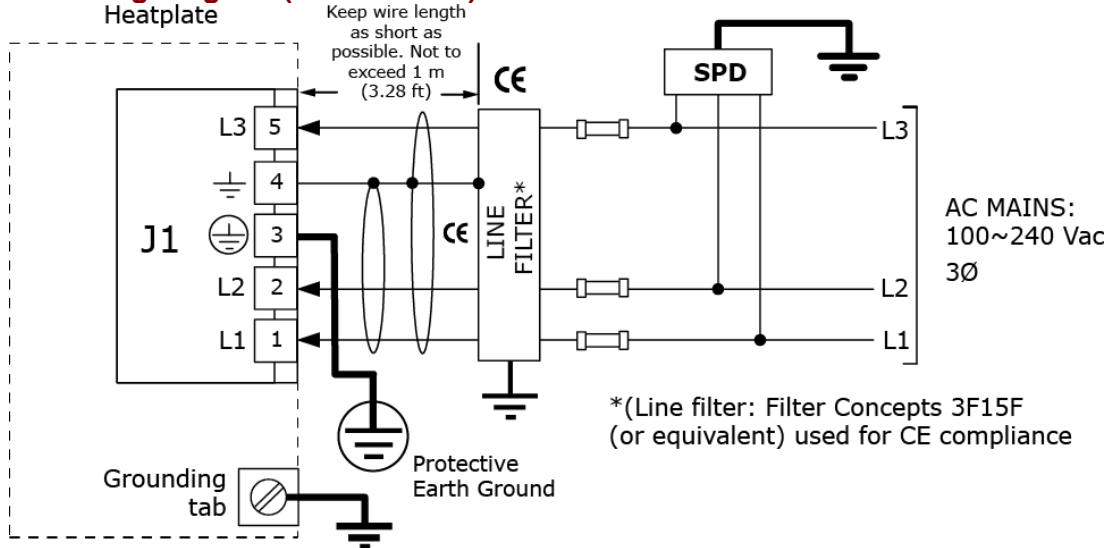 Heatplate
Keep wire length
as short as
possible. Not to
exceed 1 m
(3.28 ft)
CE
SPD
L3 5
4
J1
3
L2 2
L1 1
CE
LINE
FILTER*
L3
L2
L1
AC MAINS:
100~240 Vac
3Ø
*(Line filter: Filter Concepts 3F15F
(or equivalent) used for CE compliance
Protective
Earth Ground
Grounding
tab